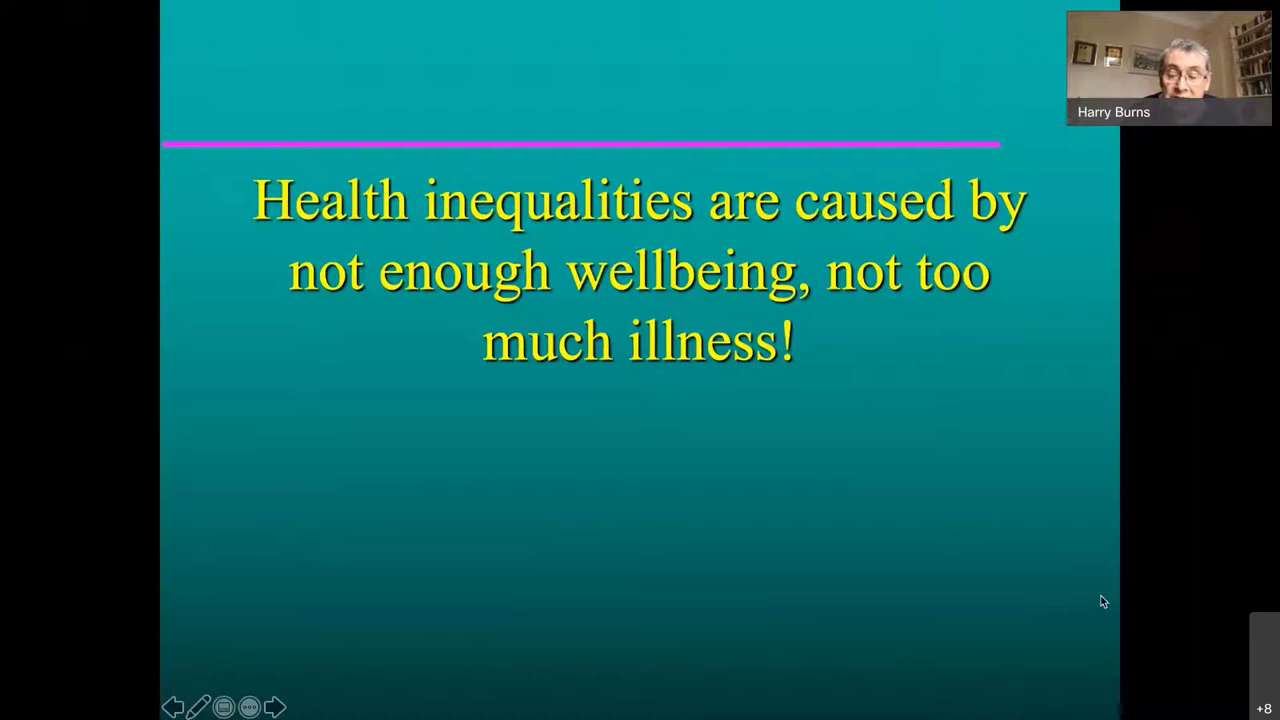 Harry Burns
Health inequalities are caused by
not enough wellbeing, not too
much illness!
+8